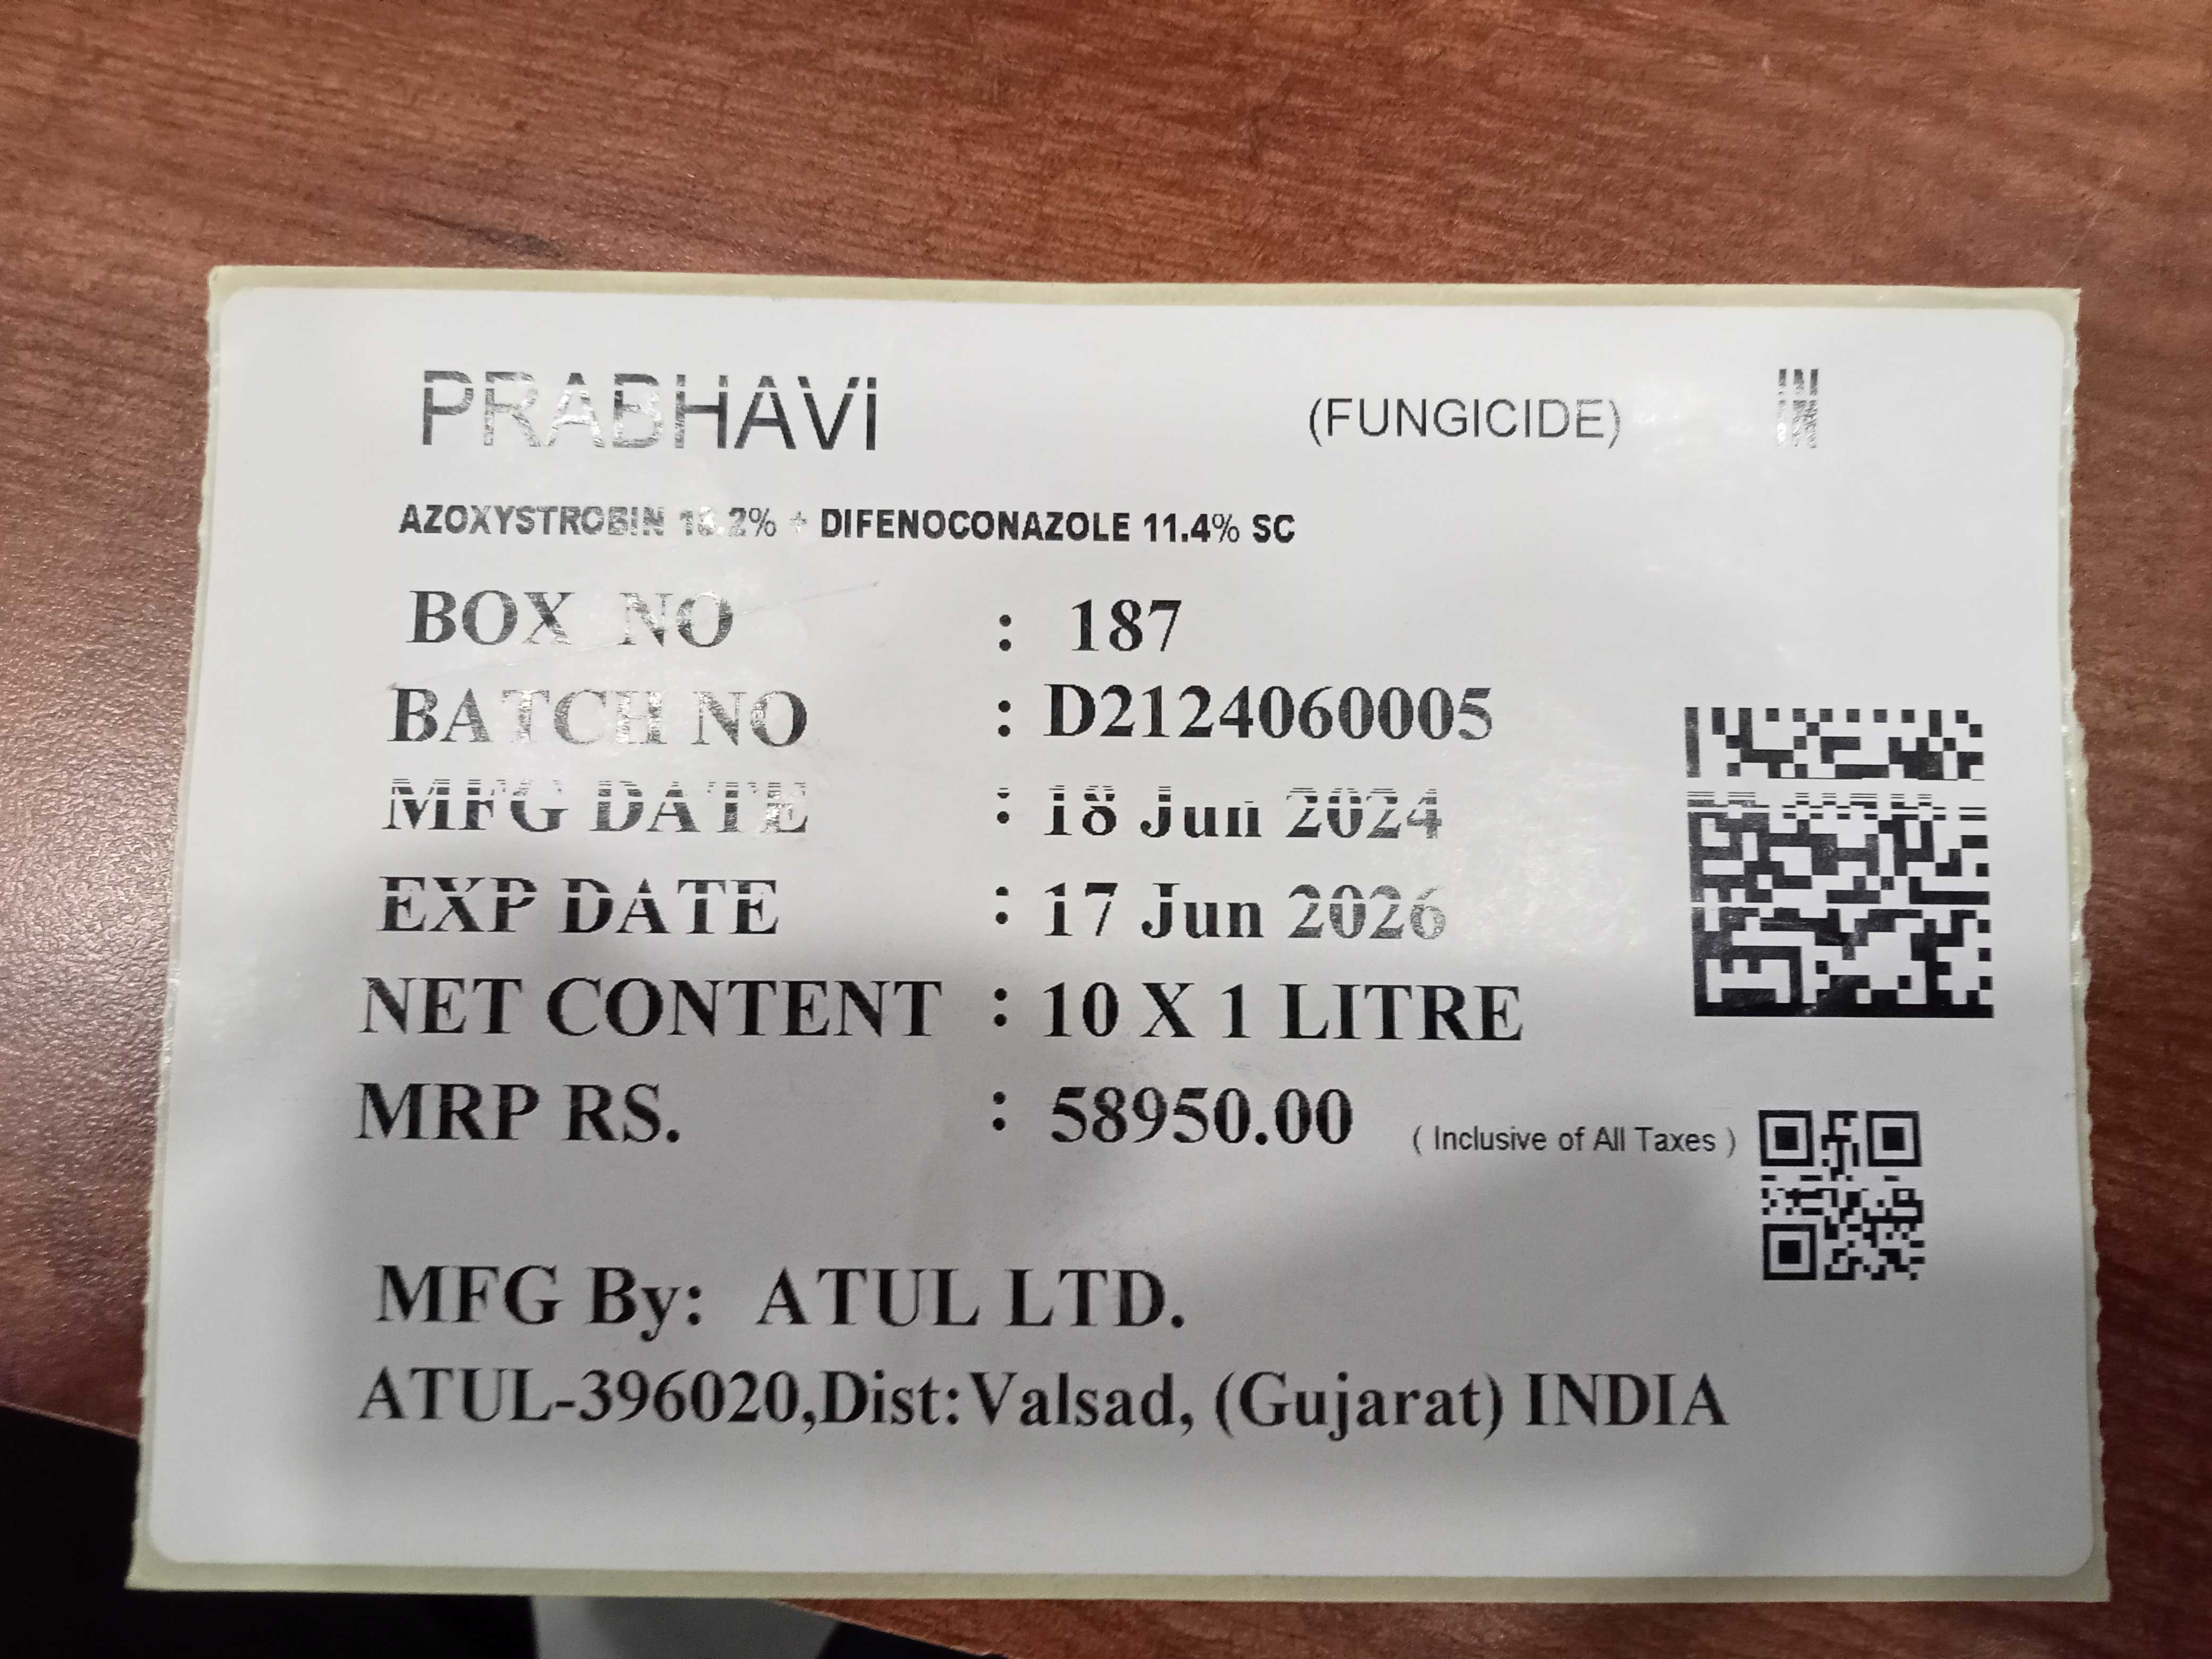 PRABHAVi (FUNGICIDE) IN
AZOXYSTROBIN 18.2% + DIFENOCONAZOLE 11.4% SC
BOX NO : 187
BATCH NO : D2124060005
MFG DATE : 18 Jun 2024
EXP DATE : 17 Jun 2026
NET CONTENT : 10 X 1 LITRE
MRP RS. : 58950.00 ( Inclusive of All Taxes )
MFG By: ATUL LTD.
ATUL-396020,Dist:Valsad, (Gujarat) INDIA